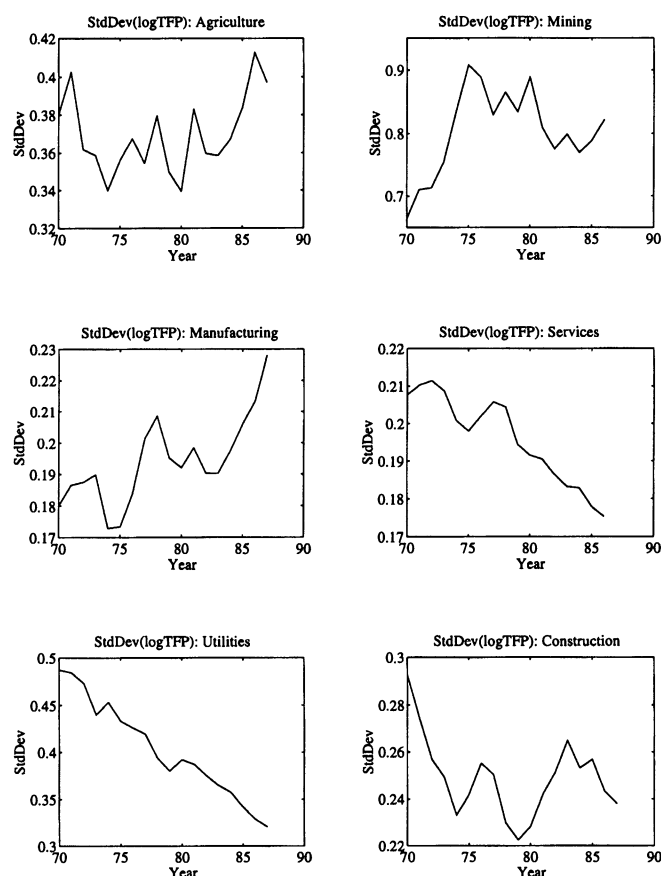 StdDev(logTFP): Agriculture
0.42
0.4
0.38
0.36
0.34
0.32
StdDev
70 75 80 85 90
Year
StdDev(logTFP): Mining
0.9
0.8
0.7
StdDev
70 75 80 85 90
Year
StdDev(logTFP): Manufacturing
0.23
0.22
0.21
0.2
0.19
0.18
0.17
StdDev
70 75 80 85 90
Year
StdDev(logTFP): Services
0.22
0.21
0.2
0.19
0.18
0.17
StdDev
70 75 80 85 90
Year
StdDev(logTFP): Utilities
0.5
0.45
0.4
0.35
0.3
StdDev
70 75 80 85 90
Year
StdDev(logTFP): Construction
0.3
0.28
0.26
0.24
0.22
StdDev
70 75 80 85 90
Year